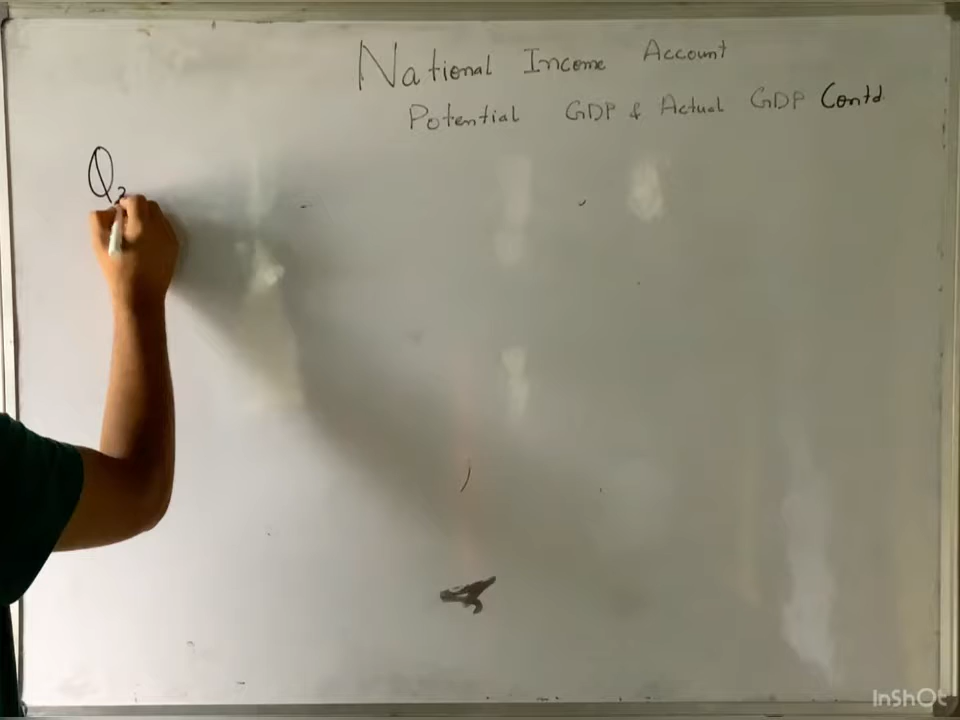 National Income Account
Potential GDP & Actual GDP Contd.
Q2
InShOt